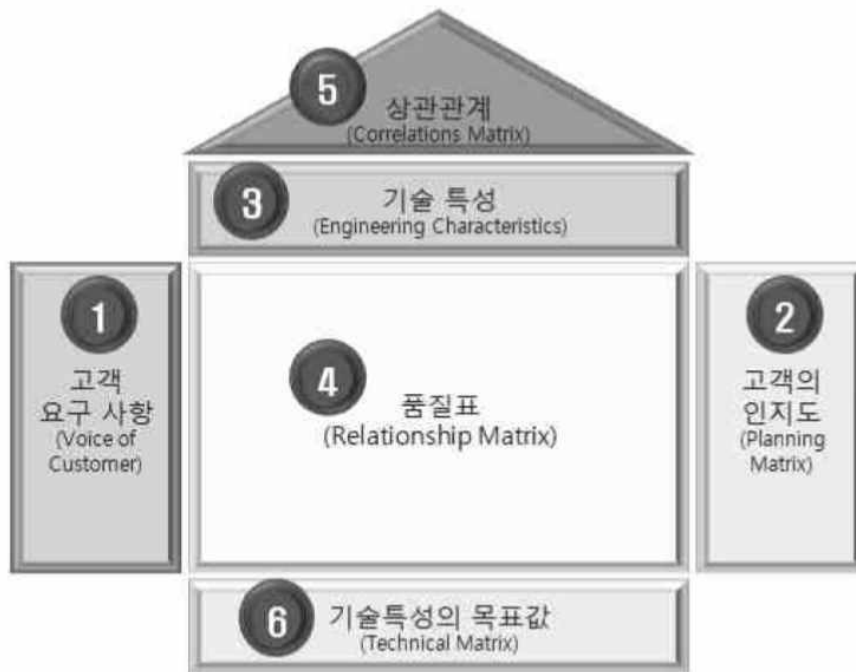 5
상관관계
(Correlations Matrix)
3
기술 특성
(Engineering Characteristics)
1
고객
요구 사항
(Voice of
Customer)
4
품질표
(Relationship Matrix)
2
고객의
인지도
(Planning
Matrix)
6
기술특성의 목표값
(Technical Matrix)